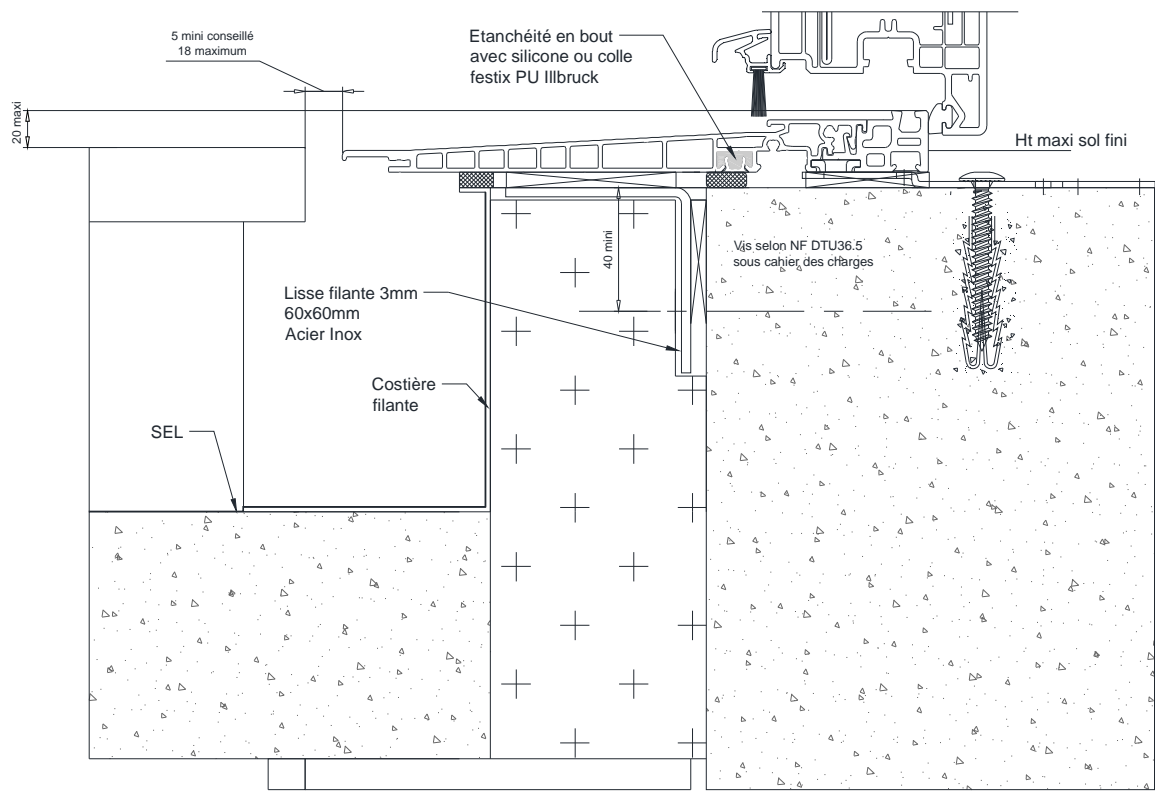 5 mini conseillé
18 maximum
Etanchéité en bout
avec silicone ou colle
festix PU Illbruck
20 maxi
Ht maxi sol fini
40 mini
Vis selon NF DTU36.5
sous cahier des charges
Lisse filante 3mm
60x60mm
Acier Inox
Costière
filante
SEL